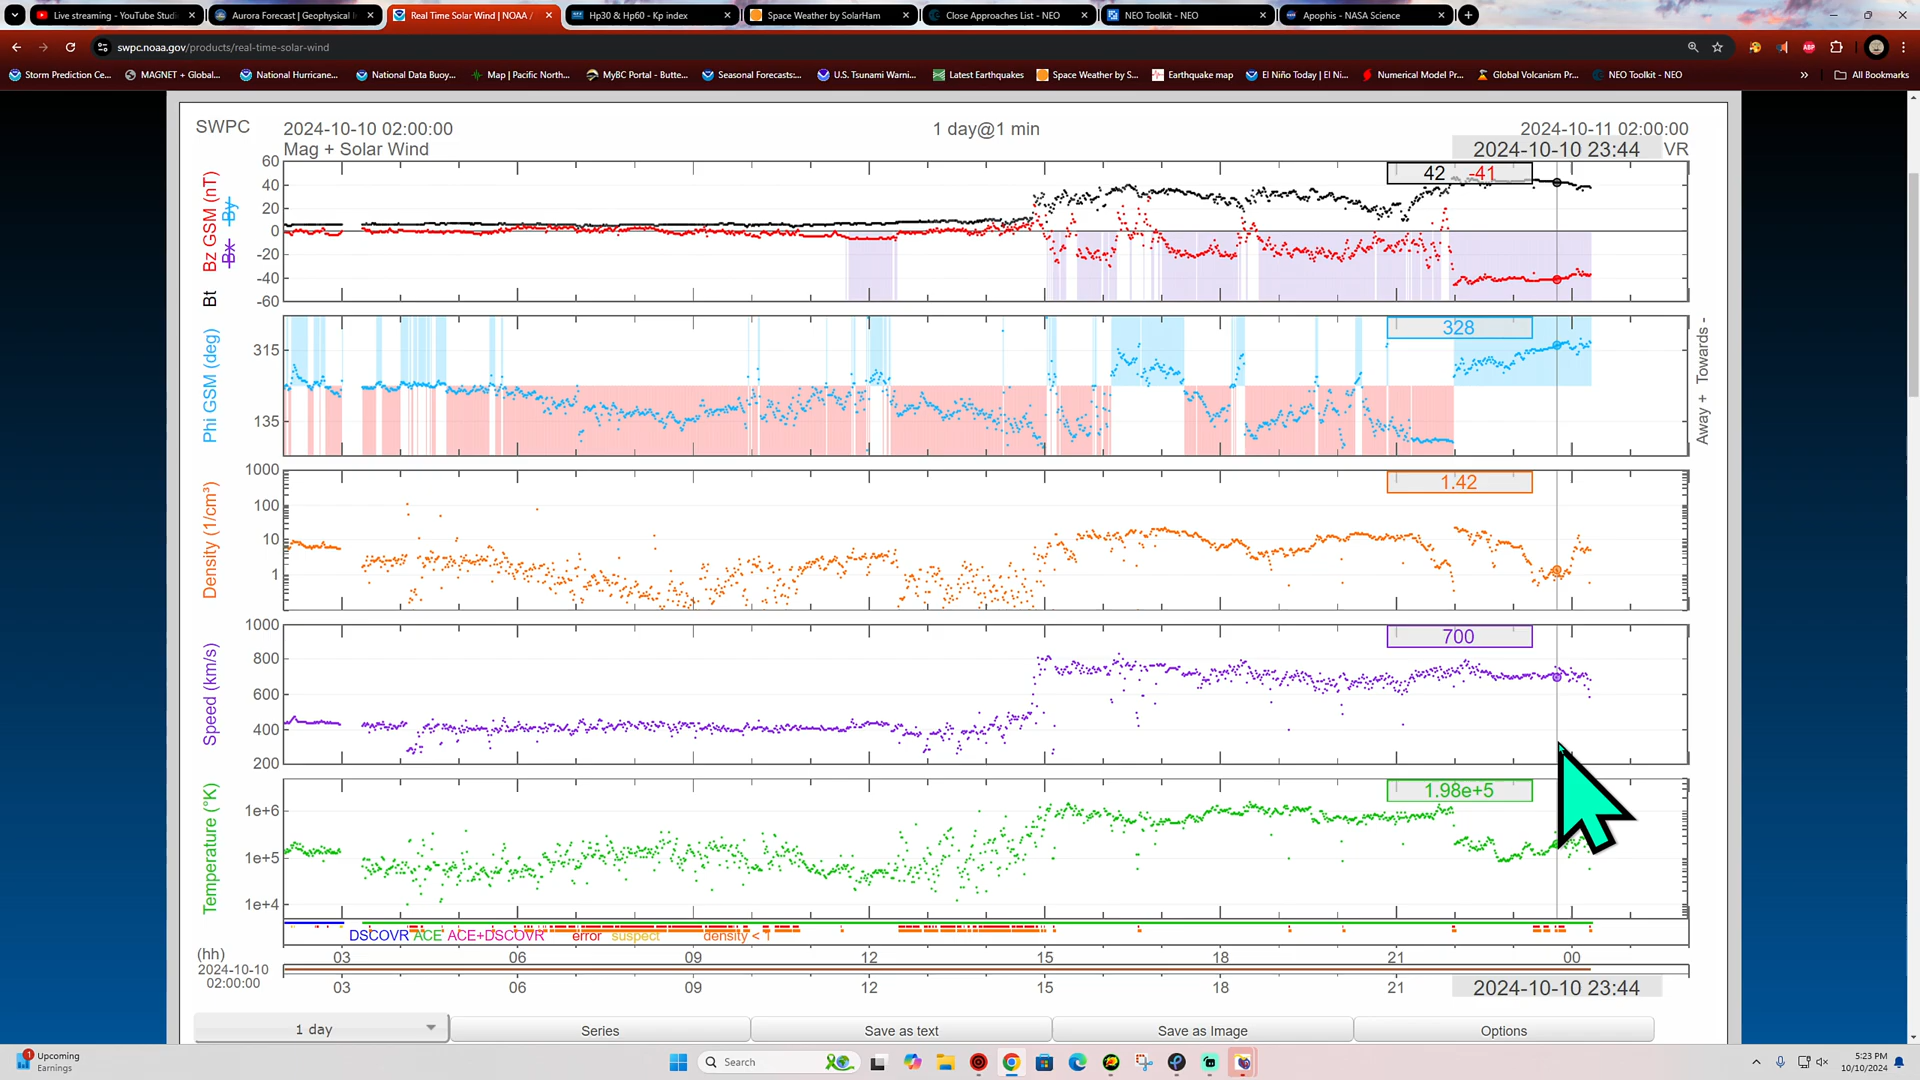 Live streaming - YouTube Studi
Aurora Forecast | Geophysical I
Real Time Solar Wind | NOAA /
Hp30 & Hp60 - Kp index
Space Weather by SolarHam
Close Approaches List - NEO
NEO Toolkit - NEO
Apophis - NASA Science
swpc.noaa.gov/products/real-time-solar-wind
ABP
Storm Prediction Ce...
MAGNET + Global...
National Hurricane...
National Data Buoy...
Map | Pacific North...
MyBC Portal - Butte...
Seasonal Forecasts:...
U.S. Tsunami Warni...
Latest Earthquakes
Space Weather by S...
Earthquake map
El Niño Today | El Ni...
Numerical Model Pr...
Global Volcanism Pr...
NEO Toolkit - NEO
All Bookmarks
SWPC
2024-10-10 02:00:00
1 day@1 min
2024-10-11 02:00:00
Mag + Solar Wind
2024-10-10 23:44
VR
60
40
20
0
-20
-40
-60
Bt Bz GSM (nT)
Bx By
42 -41
315
135
Phi GSM (deg)
328
Away + Towards -
1000
100
10
1
Density (1/cm³)
1.42
1000
800
600
400
200
Speed (km/s)
700
1e+6
1e+5
1e+4
Temperature (°K)
1.98e+5
DSCOVR ACE ACE+DSCOVR error suspect density < 1
(hh)
03 06 09 12 15 18 21 00
2024-10-10
02:00:00
03 06 09 12 15 18 21
2024-10-10 23:44
1 day
Series
Save as text
Save as Image
Options
1
Upcoming
Earnings
Search
5:23 PM
10/10/2024